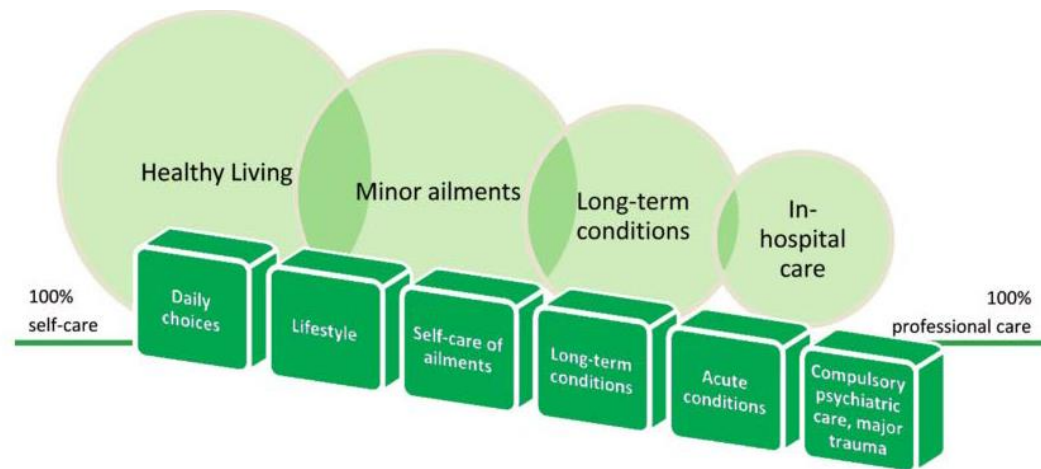 Healthy Living
Minor ailments
Long-term
conditions
In-
hospital
care
100%
self-care
100%
professional care
Daily
choices
Lifestyle
Self-care of
ailments
Long-term
conditions
Acute
conditions
Compulsory
psychiatric
care, major
trauma